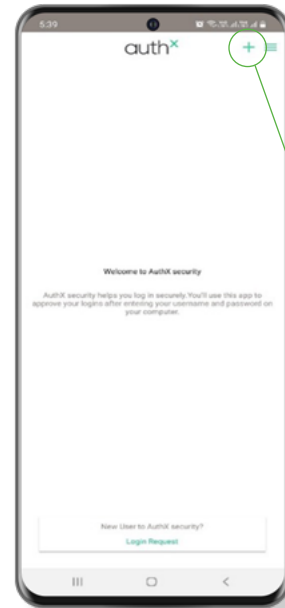 5:39
authx
Welcome to AuthX security
AuthX security helps you log in securely.You'll use this app to
approve your logins after entering your username and password on
your computer.
New User to AuthX security?
Login Request